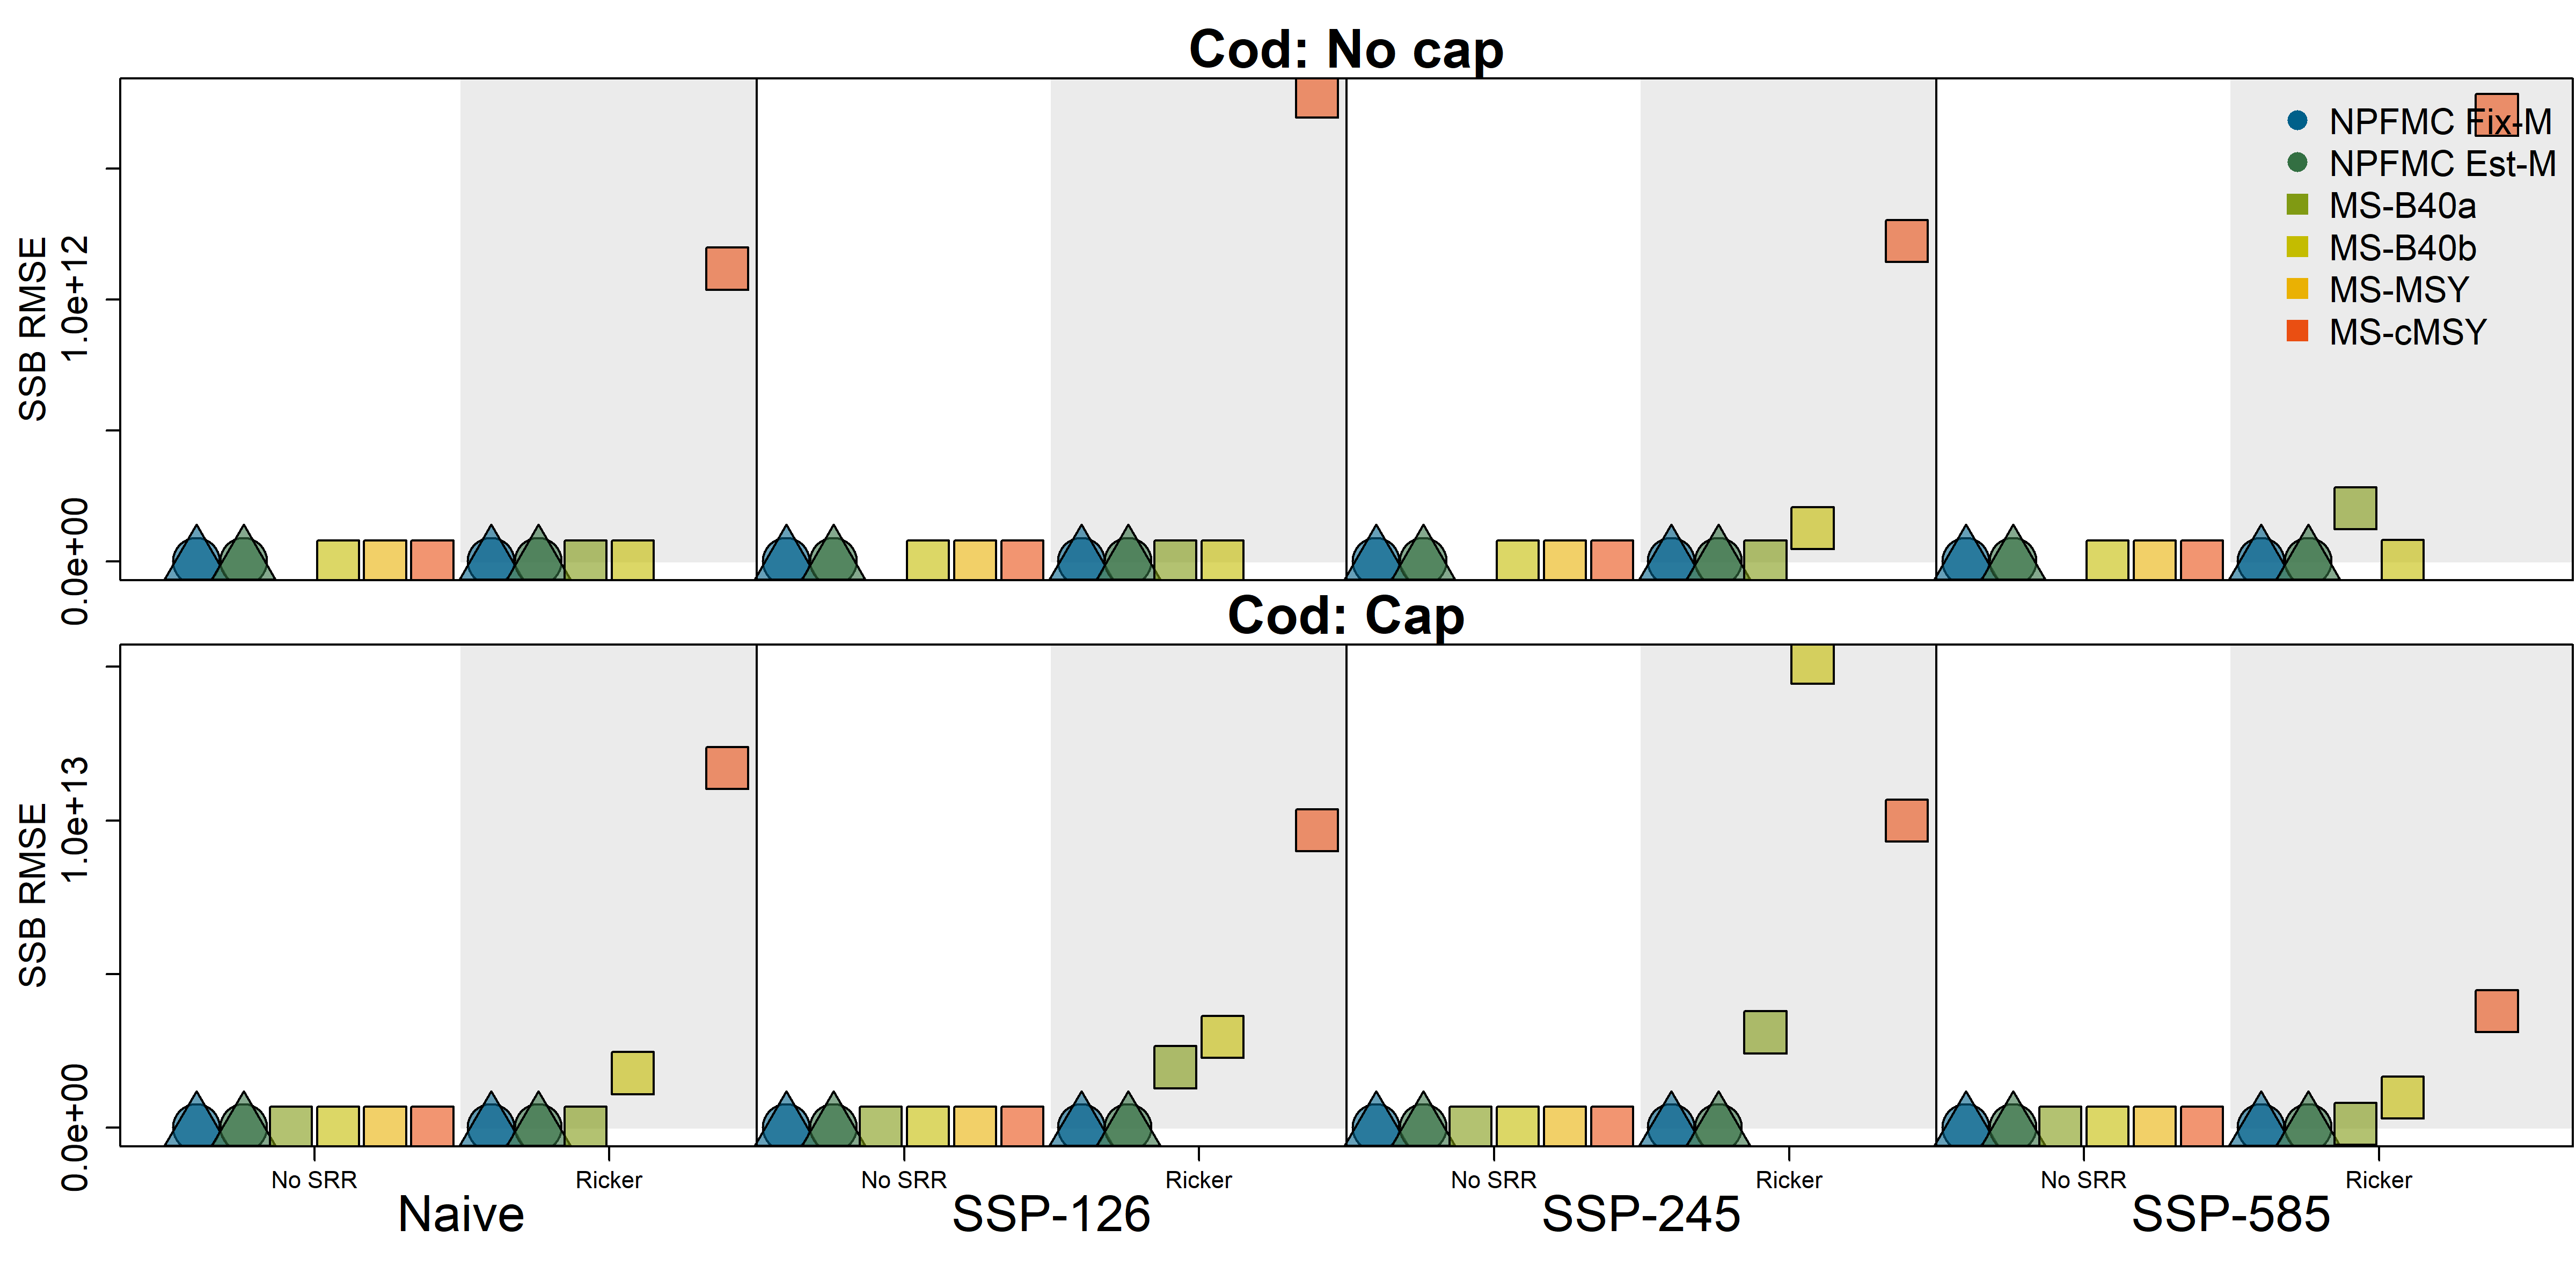 Cod: No cap
SSB RMSE
0.0e+00 1.0e+12
NPFMC Fix-M
NPFMC Est-M
MS-B40a
MS-B40b
MS-MSY
MS-cMSY
Cod: Cap
SSB RMSE
0.0e+00 1.0e+13
No SRR Ricker No SRR Ricker No SRR Ricker No SRR Ricker
Naive SSP-126 SSP-245 SSP-585